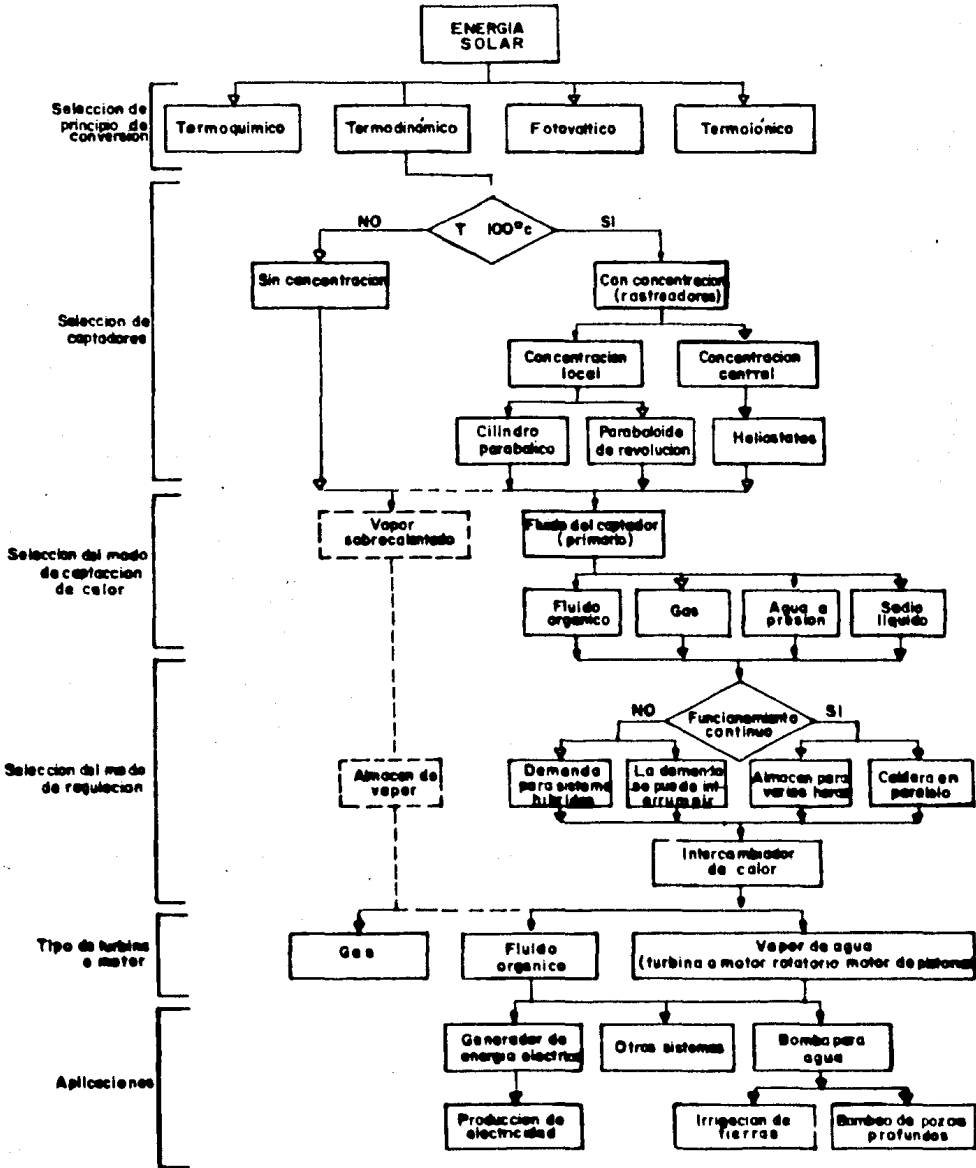 ENERGIA
SOLAR
Seleccion de
principio de
conversion
Termoquímico
Termodinámico
Fotovaltico
Termoiónico
NO
T 100°c
SI
Sin concentracion
Con concentracion
(rastreadores)
Seleccion de
captadores
Concentracion
local
Concentracion
central
Cilindro
parabalico
Parabaloide
de revolucion
Heliostatos
Vapor
sobrecalentado
Fluido del captador
(primario)
Seleccion del modo
de captaccion
de calor
Fluido
organico
Gas
Agua a
presion
Sodio
líquido
NO
Funcionamiento
continuo
SI
Seleccion del modo
de regulacion
Almacen de
vapor
Demanda
para sistema
hibridos
La demanda
se puede int-
errumpir
Almacen para
varias horas
Caldera en
paralelo
Intercambiador
de calor
Tipo de turbina
o motor
Gas
Fluido
organico
Vapor de agua
(turbina a motor rotatorio motor de pistones)
Generador de
energia electrica
Otros sistemas
Bomba para
agua
Aplicaciones
Produccion de
electricidad
Irrigacion de
tierras
Bombeo de pozos
profundos